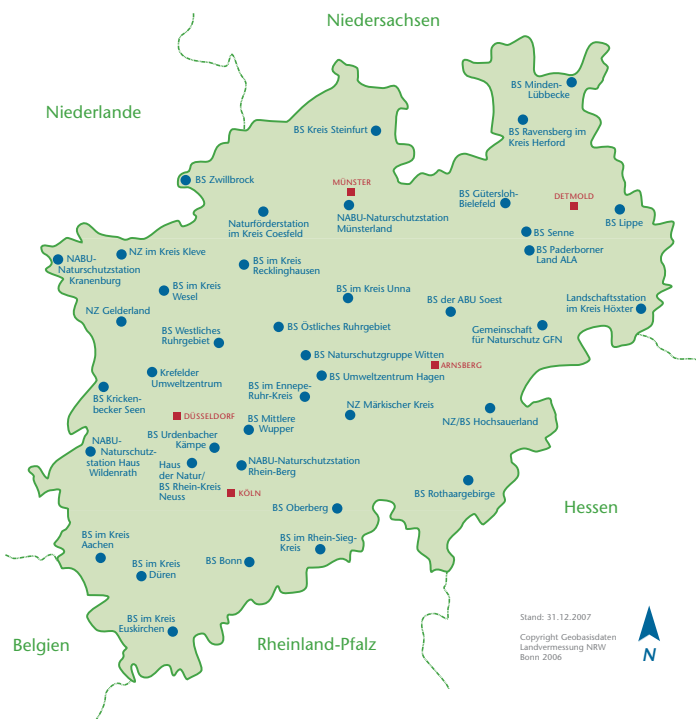 Niedersachsen
Niederlande
BS Minden-
Lübbecke
BS Ravensberg im
Kreis Herford
BS Kreis Steinfurt
BS Zwillbrock
MÜNSTER
NABU-Naturschutzstation
Münsterland
Naturförderstation
im Kreis Coesfeld
BS Gütersloh-
Bielefeld
DETMOLD
BS Lippe
BS Senne
BS Paderborner
Land ALA
NZ im Kreis Kleve
NABU-
Naturschutzstation
Kranenburg
BS im Kreis
Recklinghausen
BS im Kreis
Wesel
BS im Kreis Unna
BS der ABU Soest
Landschaftsstation
im Kreis Höxter
NZ Gelderland
BS Westliches
Ruhrgebiet
BS Östliches Ruhrgebiet
Gemeinschaft
für Naturschutz GFN
BS Naturschutzgruppe Witten
ARNSBERG
Krefelder
Umweltzentrum
BS Umweltzentrum Hagen
BS im Ennepe-
Ruhr-Kreis
BS Kricken-
becker Seen
NZ Märkischer Kreis
NZ/BS Hochsauerland
DÜSSELDORF
BS Mittlere
Wupper
BS Urdenbacher
Kämpe
NABU-
Naturschutz-
station Haus
Wildenrath
Haus
der Natur/
BS Rhein-Kreis
Neuss
NABU-Naturschutzstation
Rhein-Berg
KÖLN
BS Rothaargebirge
BS Oberberg
Hessen
BS im Kreis
Aachen
BS im Kreis
Düren
BS Bonn
BS im Rhein-Sieg-
Kreis
BS im Kreis
Euskirchen
Belgien
Rheinland-Pfalz
Stand: 31.12.2007
Copyright Geobasisdaten
Landvermessung NRW
Bonn 2006
N